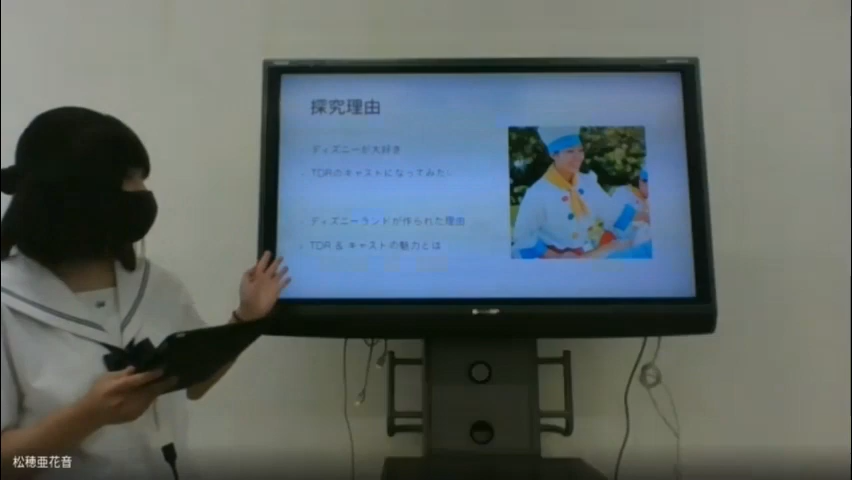 探究理由
・ディズニーが大好き
・TDRのキャストになってみたい
・ディズニーランドが作られた理由
・TDR & キャストの魅力とは
松穂亜花音